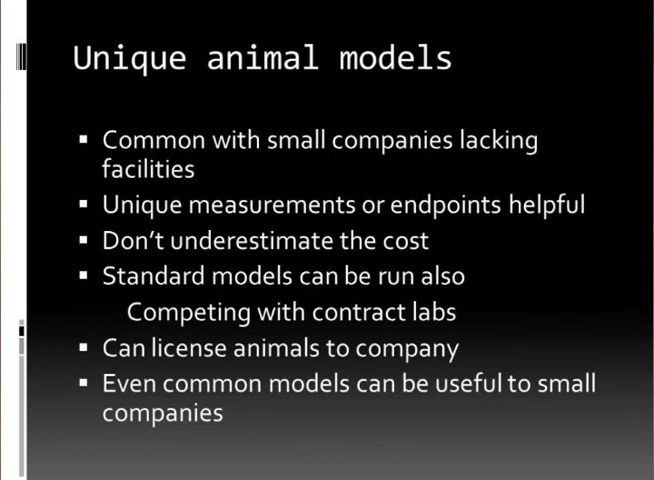 Unique animal models
▪ Common with small companies lacking
facilities
▪ Unique measurements or endpoints helpful
▪ Don't underestimate the cost
▪ Standard models can be run also
Competing with contract labs
▪ Can license animals to company
▪ Even common models can be useful to small
companies